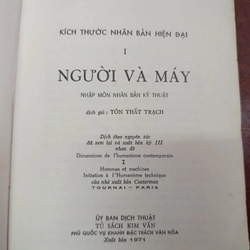 KÍCH THƯỚC NHÂN BẢN HIỆN ĐẠI
I
NGƯỜI VÀ MÁY
NHẬP MÔN NHÂN BẢN KỸ THUẬT
dịch giả: TÔN THẤT TRẠCH
Dịch theo nguyên tác
đã xem lại và xuất bản kỳ III
nhan đề
Dimensions de l'Humanisme contemporain
I
Hommes et machines
Initiation à l'Humanisme technique
của nhà xuất bản Casterman
TOURNAI - PARIS
ỦY BAN DỊCH THUẬT
TỦ SÁCH KIM VĂN
PHỦ QUỐC VỤ KHANH ĐẶC TRÁCH VĂN HÓA
Xuất bản 1971